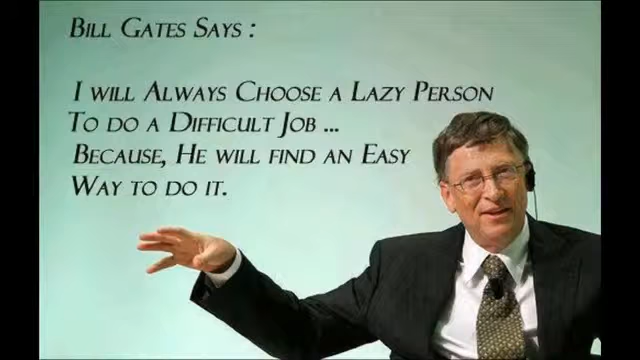 Bill Gates Says :
I will Always Choose a Lazy Person
To do a Difficult Job ...
Because, He will find an Easy
Way to do it.